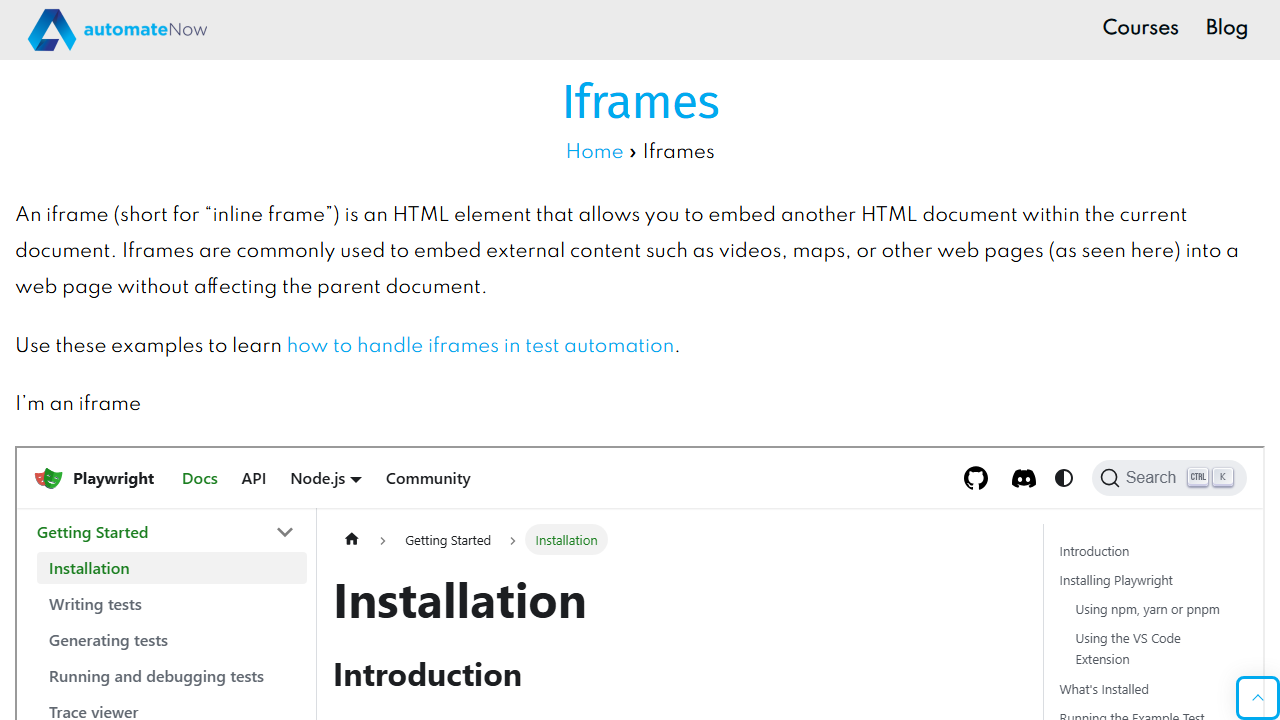 automateNow
Courses Blog
Iframes
Home › Iframes
An iframe (short for “inline frame”) is an HTML element that allows you to embed another HTML document within the current
document. Iframes are commonly used to embed external content such as videos, maps, or other web pages (as seen here) into a
web page without affecting the parent document.
Use these examples to learn how to handle iframes in test automation.
I’m an iframe
Playwright Docs API Node.js Community Search CTRL K
Getting Started
Installation
Writing tests
Generating tests
Running and debugging tests
Trace viewer
Getting Started › Installation
Installation
Introduction
Introduction
Installing Playwright
Using npm, yarn or pnpm
Using the VS Code
Extension
What's Installed
Running the Example Test